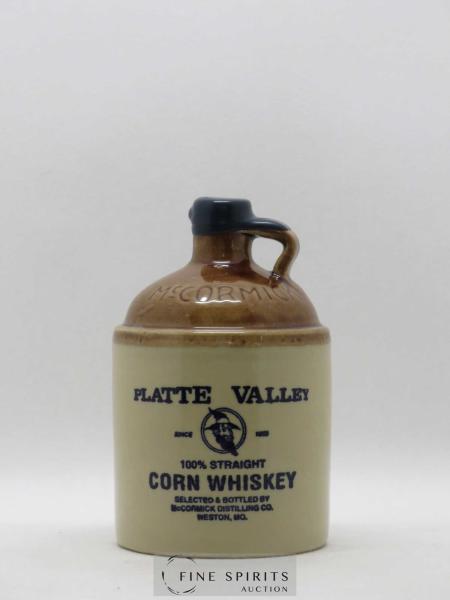 McCORMICK
PLATTE VALLEY
SINCE 1856
100% STRAIGHT
CORN WHISKEY
SELECTED & BOTTLED BY
McCORMICK DISTILLING CO.
WESTON, MO.
FINE SPIRITS
AUCTION